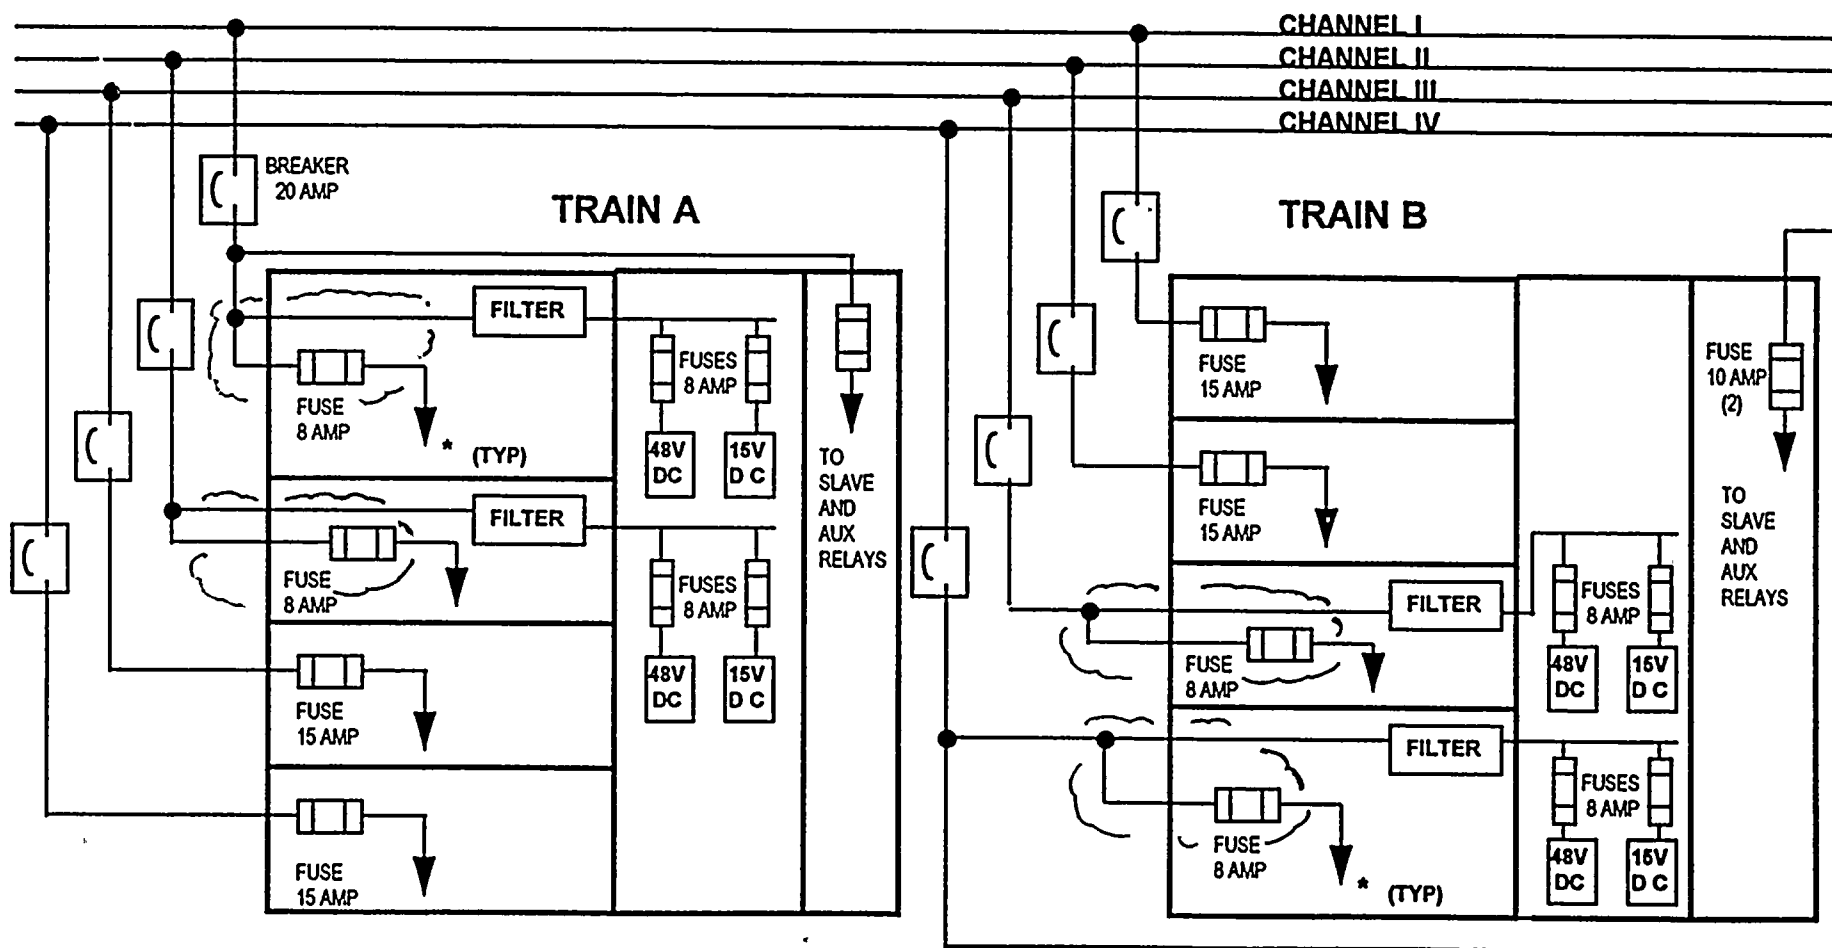 CHANNEL I
CHANNEL II
CHANNEL III
CHANNEL IV
BREAKER
20 AMP
TRAIN A
FILTER
FUSES
8 AMP
FUSE
8 AMP
* (TYP)
48V
DC
15V
D C
TO
SLAVE
AND
AUX
RELAYS
FILTER
FUSE
8 AMP
FUSES
8 AMP
48V
DC
15V
D C
FUSE
15 AMP
FUSE
15 AMP
TRAIN B
FUSE
15 AMP
FUSE
10 AMP
(2)
FUSE
15 AMP
TO
SLAVE
AND
AUX
RELAYS
FILTER
FUSES
8 AMP
FUSE
8 AMP
48V
DC
15V
D C
FILTER
FUSES
8 AMP
FUSE
8 AMP
48V
DC
15V
D C
* (TYP)